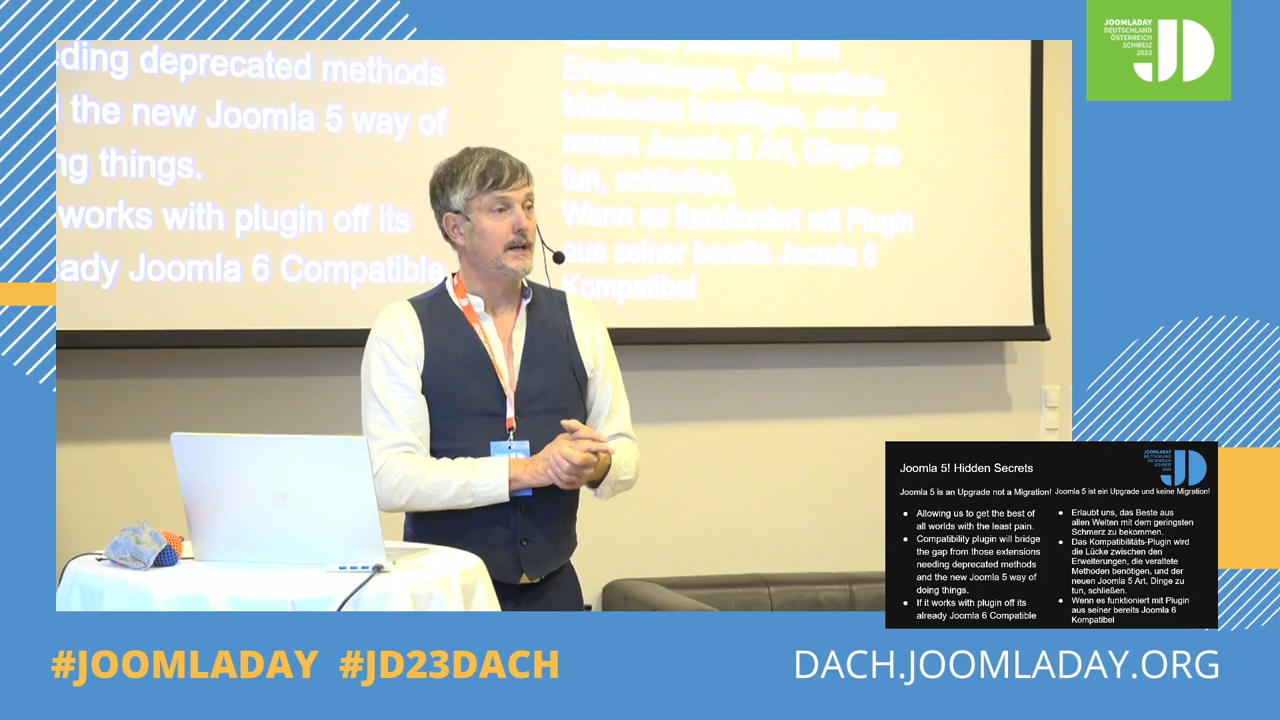 JOOMLADAY
DEUTSCHLAND
ÖSTERREICH
SCHWEIZ
2023
JD
ding deprecated methods
the new Joomla 5 way of
ng things.
works with plugin off its
ady Joomla 6 Compatible
Erweiterungen, die veraltete
Methoden benötigen, und der
neuen Joomla 5 Art, Dinge zu
tun, schließen.
Wenn es funktioniert mit Plugin
aus seiner bereits Joomla 6
Kompatibel
JOOMLADAY
DEUTSCHLAND
ÖSTERREICH
SCHWEIZ
2023
JD
Joomla 5! Hidden Secrets
Joomla 5 is an Upgrade not a Migration!
Joomla 5 ist ein Upgrade und keine Migration!
● Allowing us to get the best of
all worlds with the least pain.
● Compatibility plugin will bridge
the gap from those extensions
needing deprecated methods
and the new Joomla 5 way of
doing things.
● If it works with plugin off its
already Joomla 6 Compatible
● Erlaubt uns, das Beste aus
allen Welten mit dem geringsten
Schmerz zu bekommen.
● Das Kompatibilitäts-Plugin wird
die Lücke zwischen den
Erweiterungen, die veraltete
Methoden benötigen, und der
neuen Joomla 5 Art, Dinge zu
tun, schließen.
● Wenn es funktioniert mit Plugin
aus seiner bereits Joomla 6
Kompatibel
#JOOMLADAY #JD23DACH
DACH.JOOMLADAY.ORG